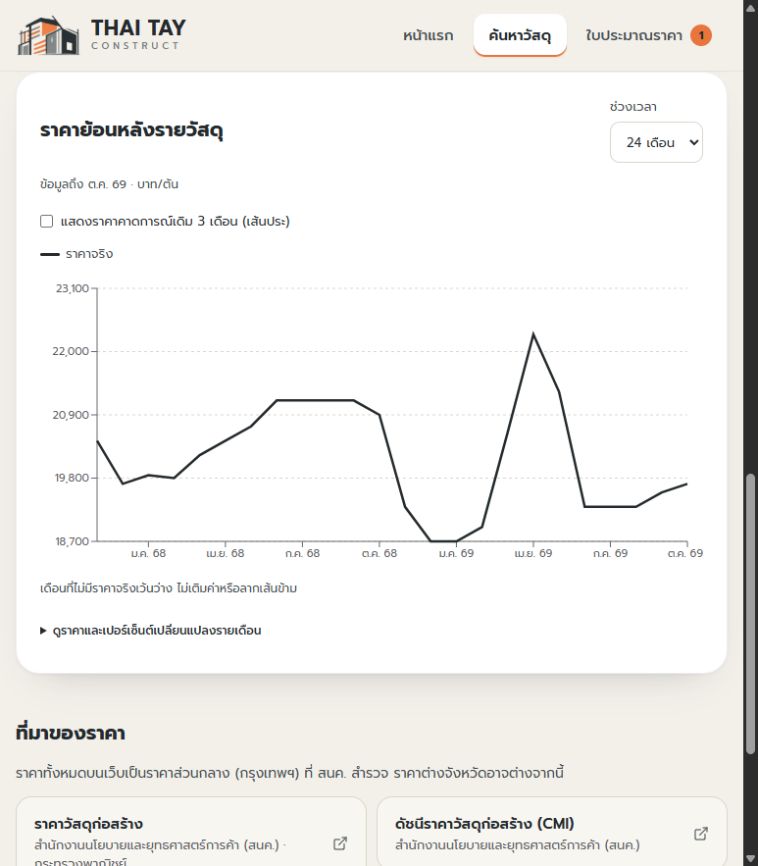 THAI TAY
CONSTRUCT
หน้าแรก
ค้นหาวัสดุ
ใบประมาณราคา 1
ช่วงเวลา
ราคาย้อนหลังรายวัสดุ
24 เดือน
ข้อมูลถึง ต.ค. 69 · บาท/ตัน
แสดงราคาคาดการณ์เดิม 3 เดือน (เส้นประ)
ราคาจริง
23,100
22,000
20,900
19,800
18,700
ม.ค. 68 เม.ย. 68 ก.ค. 68 ต.ค. 68 ม.ค. 69 เม.ย. 69 ก.ค. 69 ต.ค. 69
เดือนที่ไม่มีราคาจริงเว้นว่าง ไม่เติมค่าหรือลากเส้นข้าม
ดูราคาและเปอร์เซ็นต์เปลี่ยนแปลงรายเดือน
ที่มาของราคา
ราคาทั้งหมดบนเว็บเป็นราคาส่วนกลาง (กรุงเทพฯ) ที่ สนค. สำรวจ ราคาต่างจังหวัดอาจต่างจากนี้
ราคาวัสดุก่อสร้าง
สำนักงานนโยบายและยุทธศาสตร์การค้า (สนค.) ·
กระทรวงพาณิชย์
ดัชนีราคาวัสดุก่อสร้าง (CMI)
สำนักงานนโยบายและยุทธศาสตร์การค้า (สนค.)